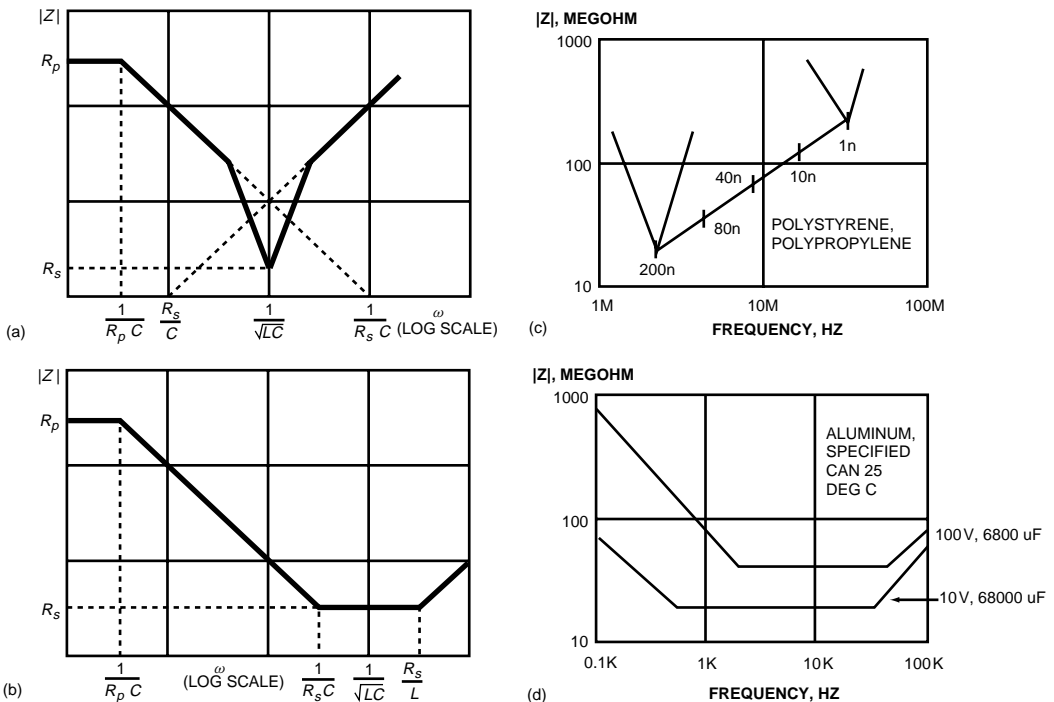 |Z|
R_p
R_s
1/(R_p C)
R_s/C
1/√LC
1/(R_s C)
ω
(LOG SCALE)
(a)
|Z|, MEGOHM
1000
100
10
1n
10n
40n
80n
200n
POLYSTYRENE,
POLYPROPYLENE
1M
10M
100M
FREQUENCY, HZ
(c)
|Z|
R_p
R_s
1/(R_p C)
ω
(LOG SCALE)
1/(R_s C)
1/√LC
R_s/L
(b)
|Z|, MEGOHM
1000
100
10
ALUMINUM,
SPECIFIED
CAN 25
DEG C
100V, 6800 uF
10V, 68000 uF
0.1K
1K
10K
100K
FREQUENCY, HZ
(d)